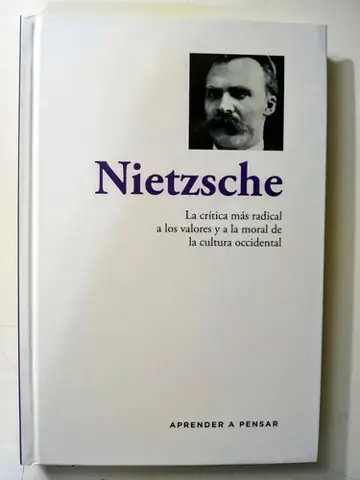 Nietzsche
La crítica más radical
a los valores y a la moral de
la cultura occidental
APRENDER A PENSAR